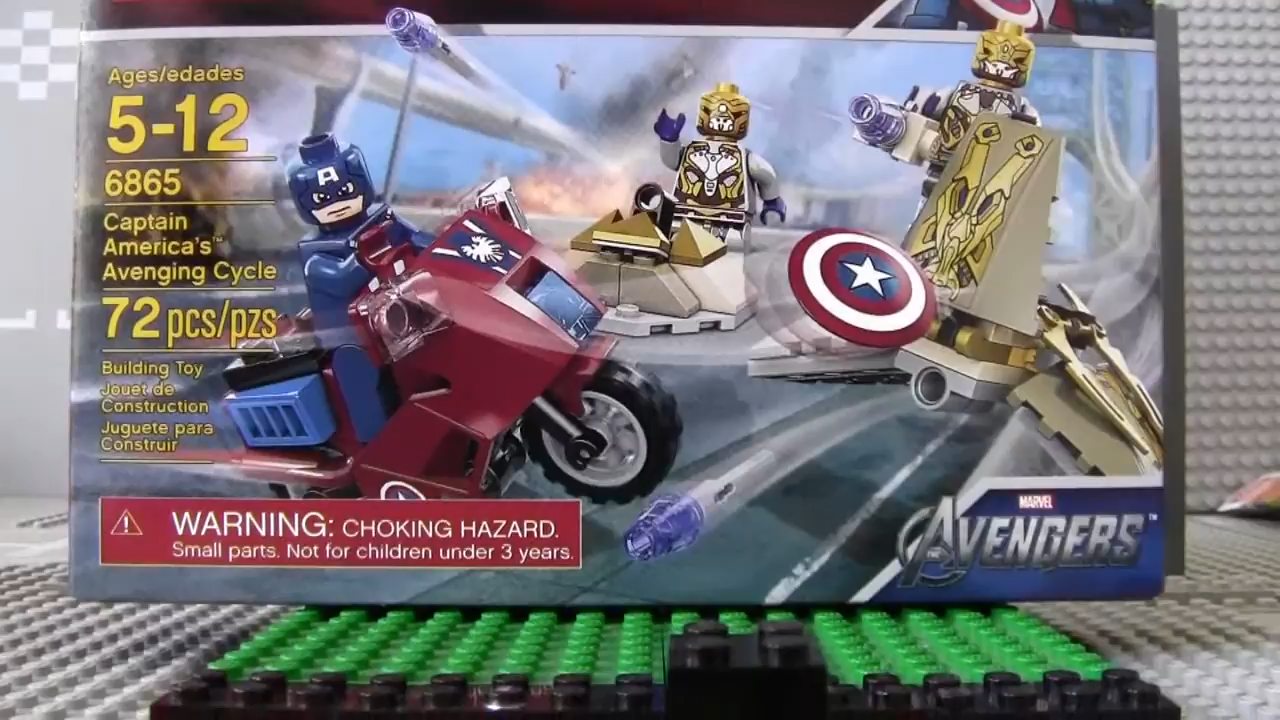 Ages/edades
5-12
6865
Captain
America's™
Avenging Cycle
72 pcs/pzs
Building Toy
Jouet de
Construction
Juguete para
Construir
A
WARNING: CHOKING HAZARD.
Small parts. Not for children under 3 years.
MARVEL
AVENGERS™